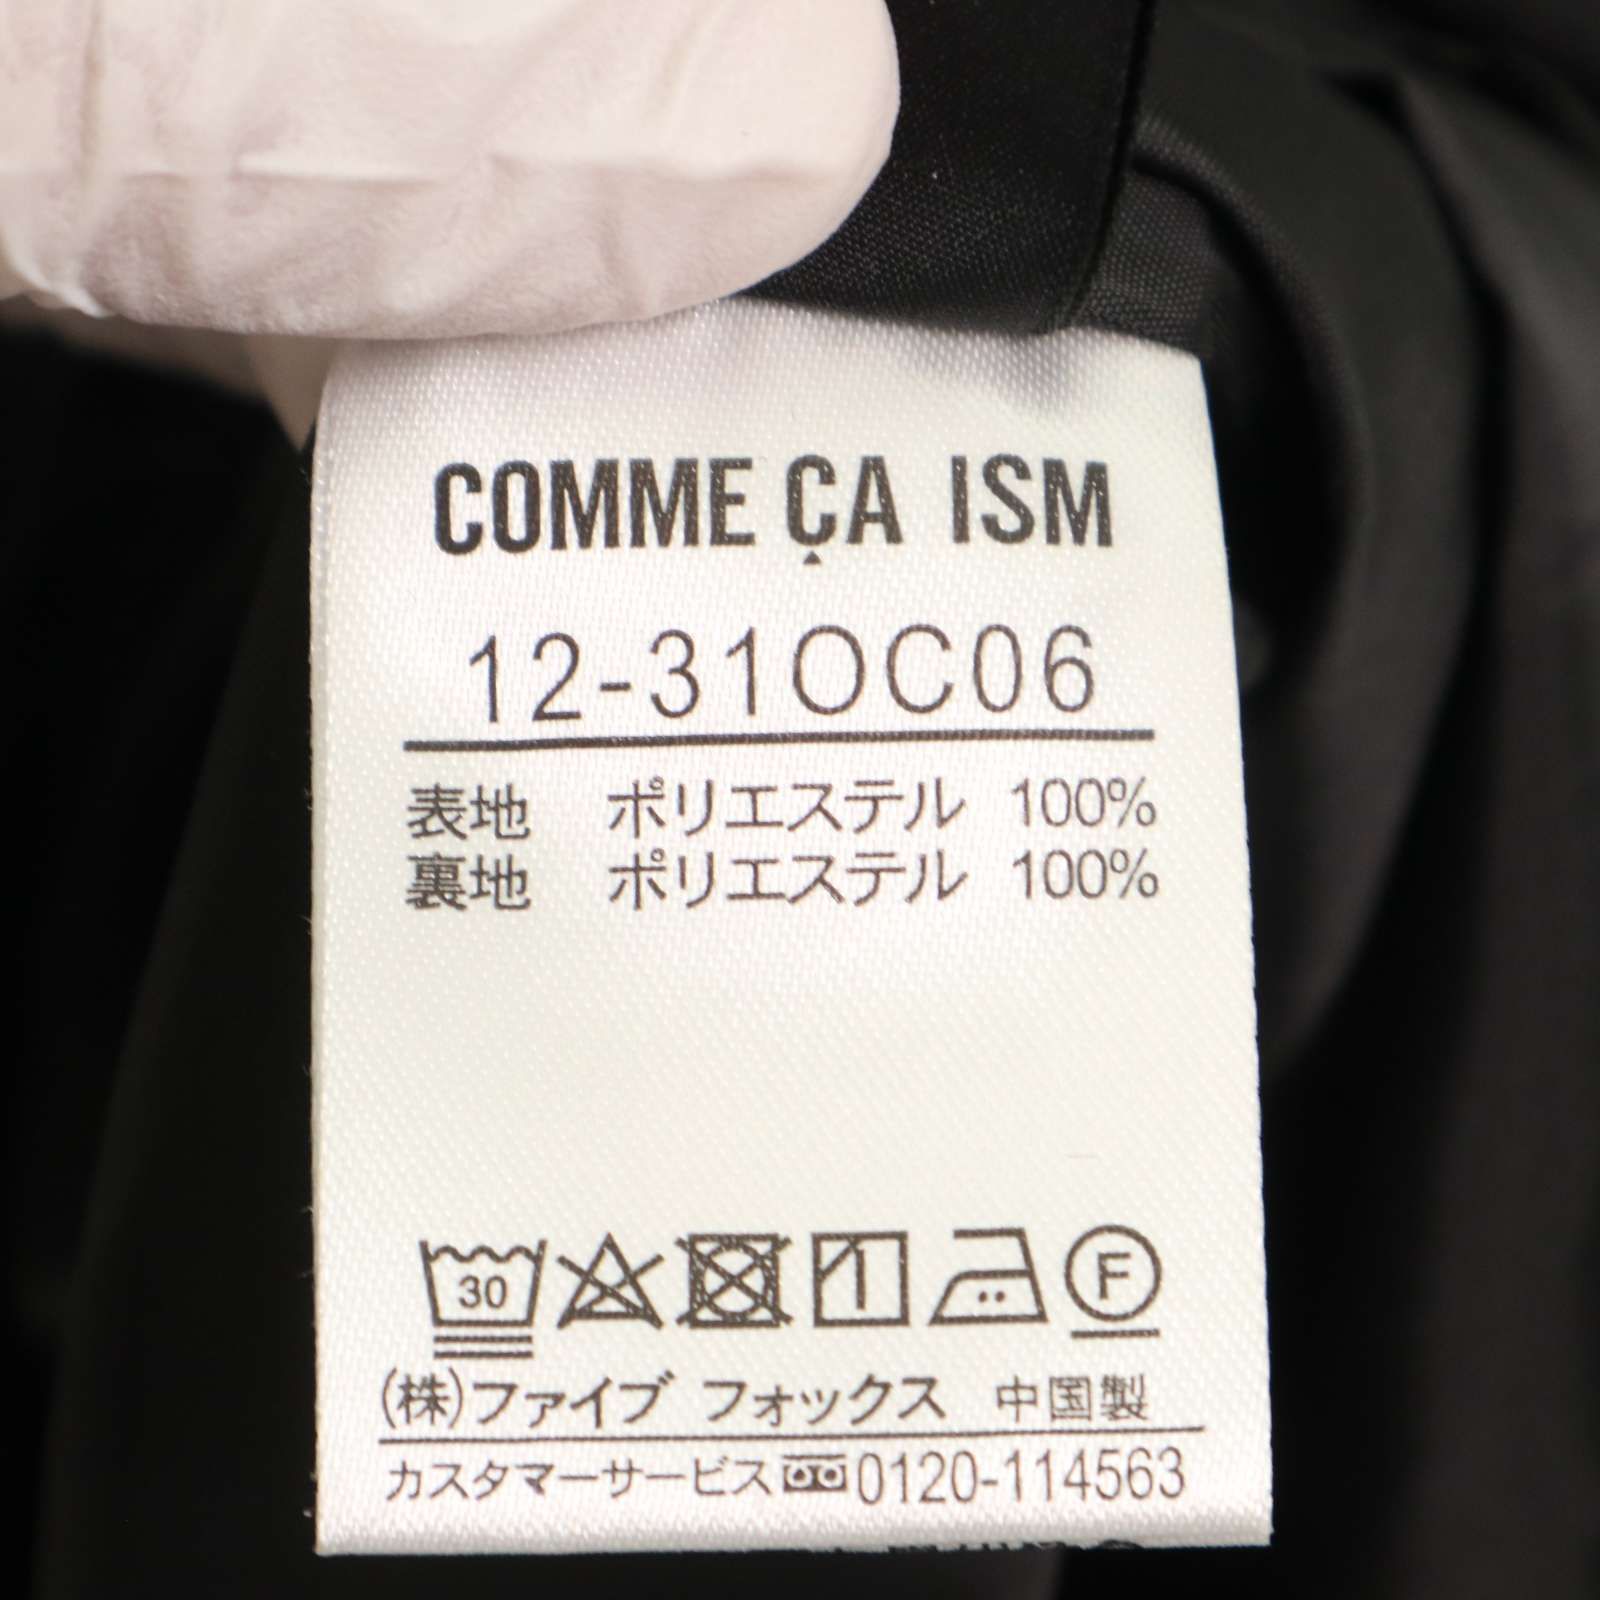 COMME ÇA ISM
12-31OC06
表地 ポリエステル 100%
裏地 ポリエステル 100%
30 F
(株)ファイブ フォックス 中国製
カスタマーサービス 0120-114563